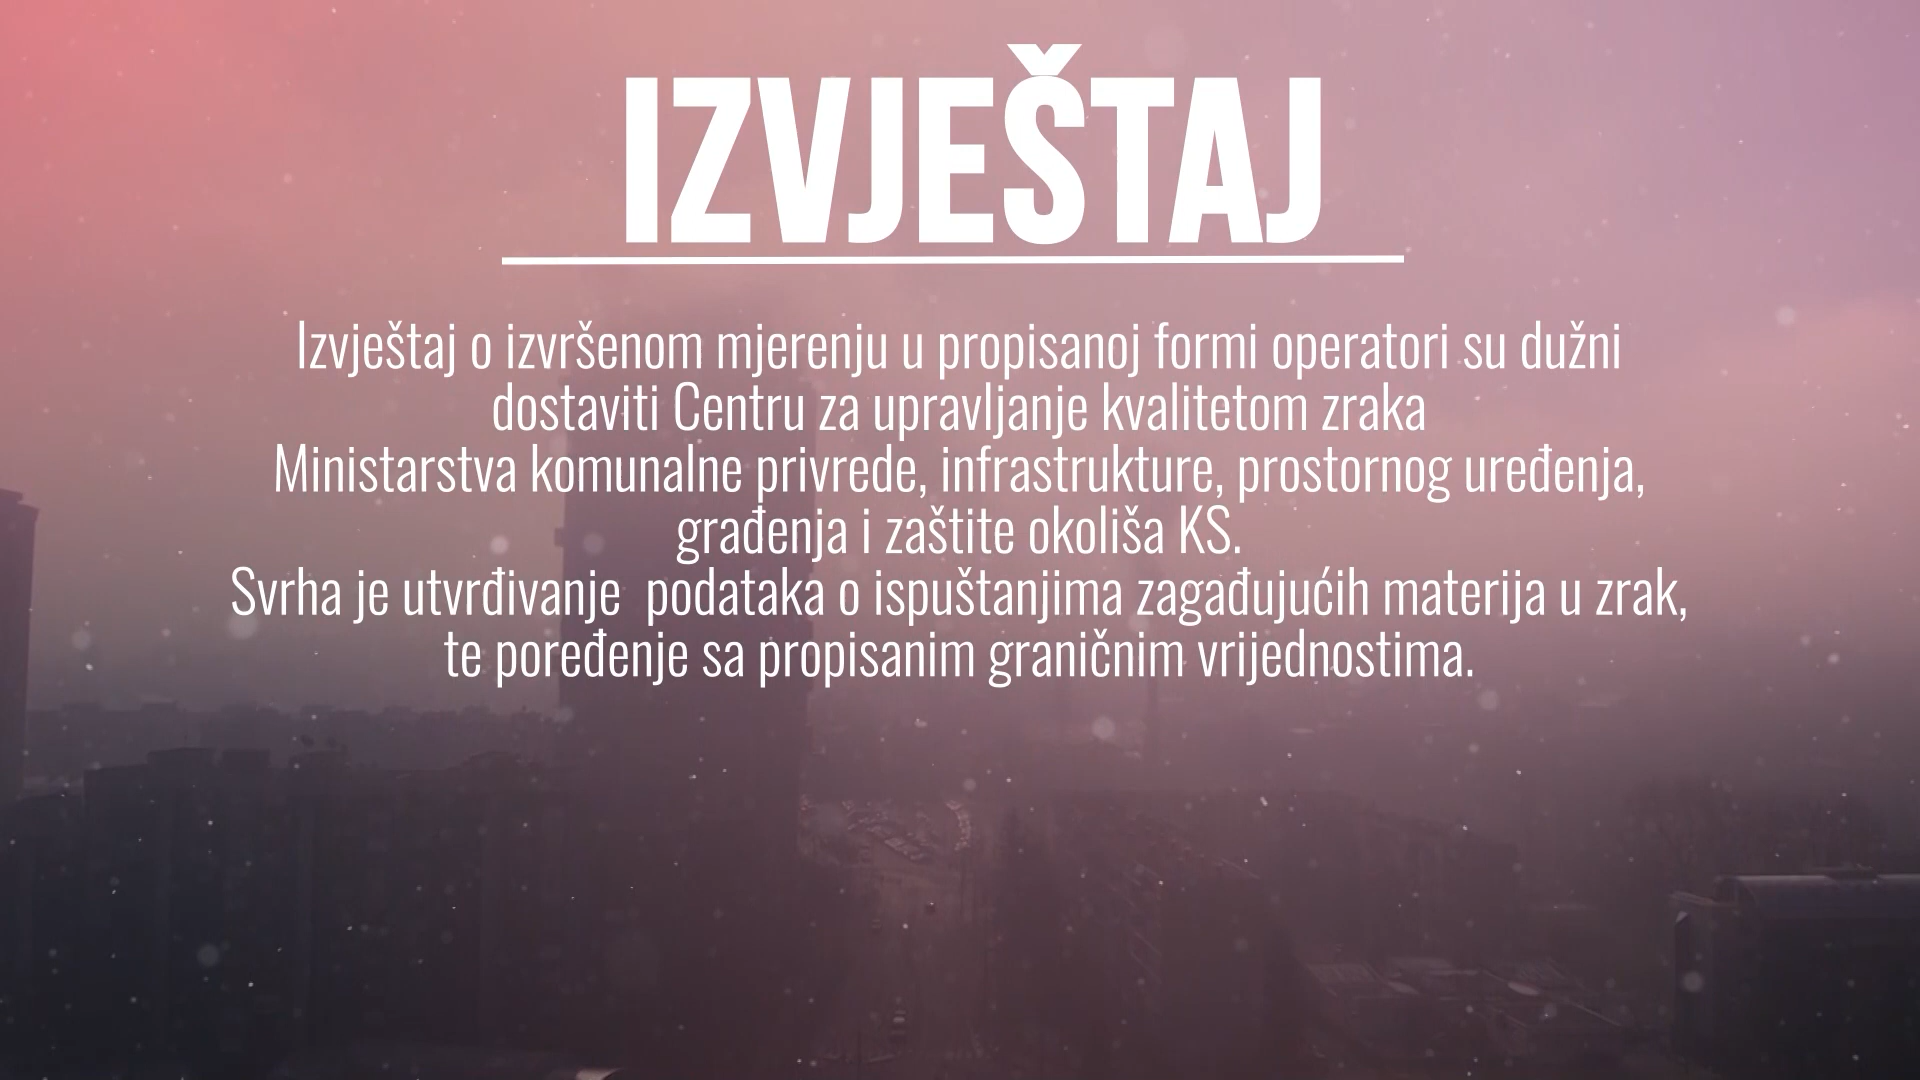 IZVJEŠTAJ
Izvještaj o izvršenom mjerenju u propisanoj formi operatori su dužni
dostaviti Centru za upravljanje kvalitetom zraka
Ministarstva komunalne privrede, infrastrukture, prostornog uređenja,
građenja i zaštite okoliša KS.
Svrha je utvrđivanje  podataka o ispuštanjima zagađujućih materija u zrak,
te poređenje sa propisanim graničnim vrijednostima.